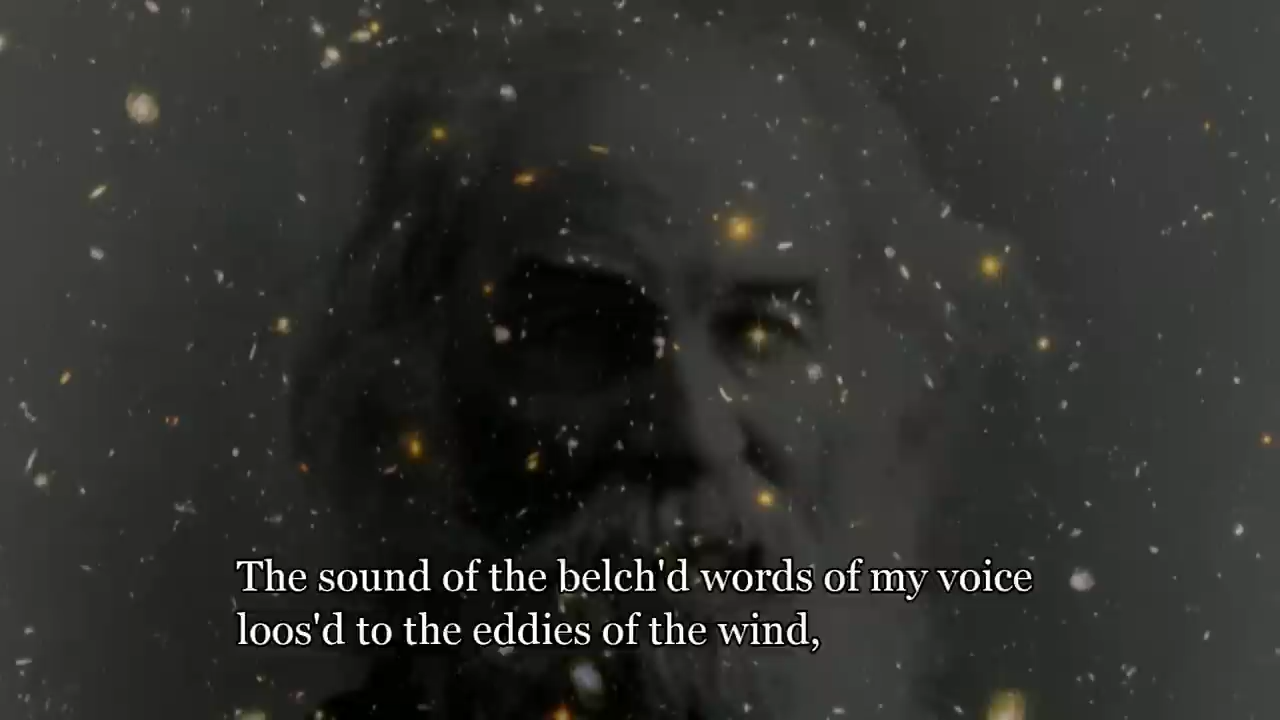 The sound of the belch'd words of my voice
loos'd to the eddies of the wind,